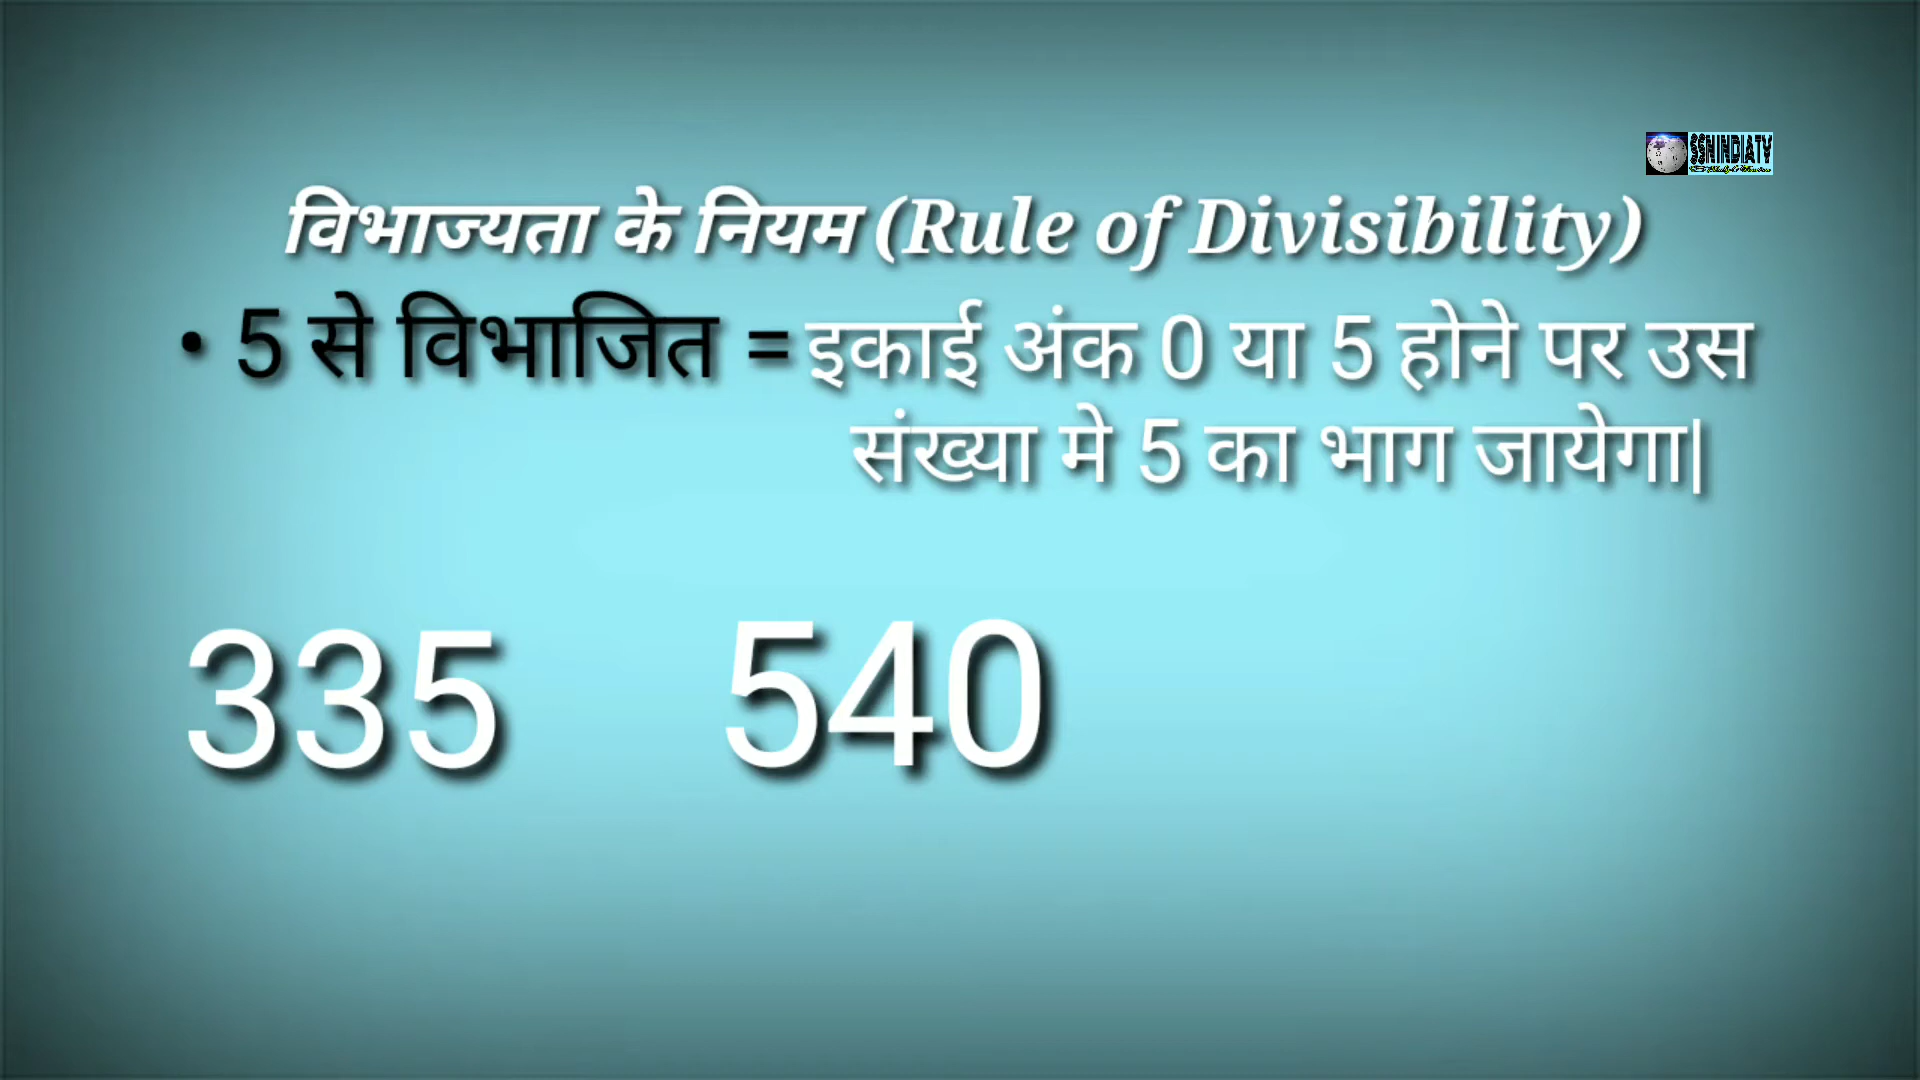 SSNINDIATV
विभाज्यता के नियम (Rule of Divisibility)
• 5 से विभाजित = इकाई अंक 0 या 5 होने पर उस
संख्या मे 5 का भाग जायेगा|
335 540